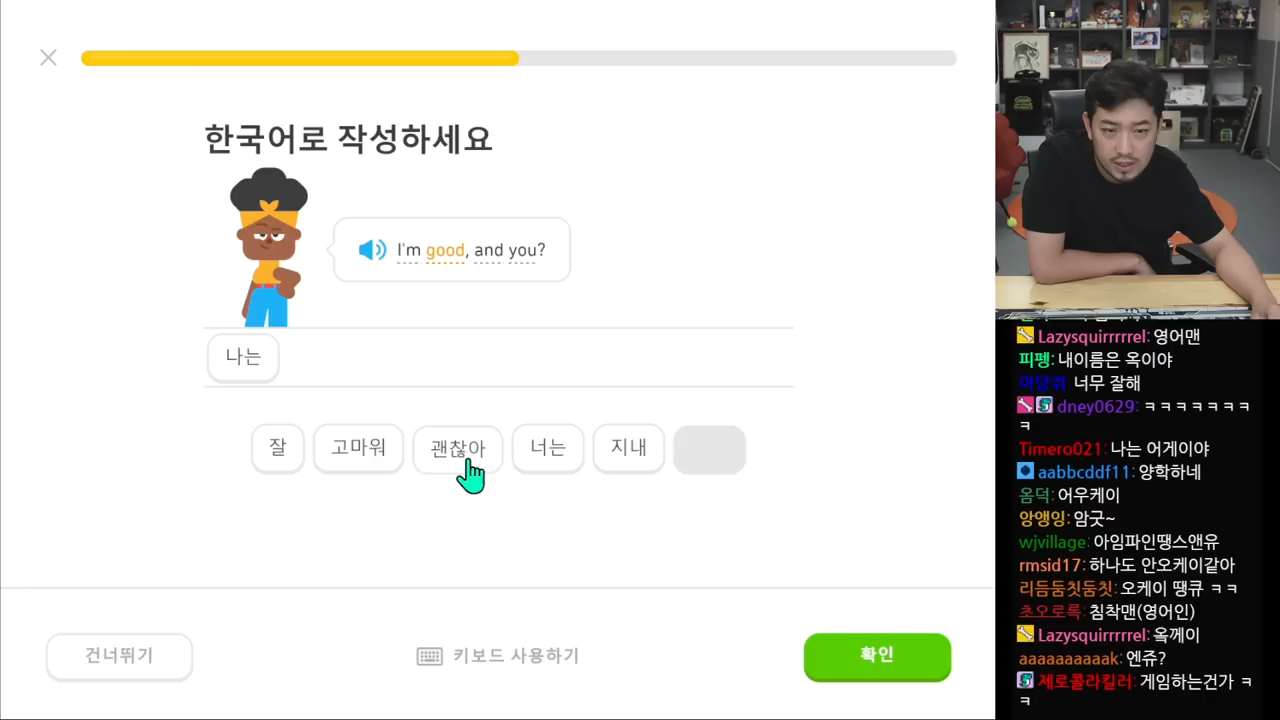 한국어로 작성하세요
I'm good, and you?
나는
잘 고마워 괜찮아 너는 지내
건너뛰기 키보드 사용하기 확인
Lazysquirrrrrel: 영어맨
피펭: 내이름은 옥이야
마당쥐: 너무 잘해
dney0629: ㅋㅋㅋㅋㅋㅋㅋ
ㅋ
Timero021: 나는 어게이야
aabbcddf11: 양학하네
옴덕: 어우케이
앙앵잉: 암굿~
wjvillage: 아임파인땡스앤유
rmsid17: 하나도 안오케이같아
리듬둠칫둠칫: 오케이 땡큐 ㅋㅋ
초오로록: 침착맨(영어인)
Lazysquirrrrrel: 옼께이
aaaaaaaaaak: 엔쥬?
제로콜라킬러: 게임하는건가 ㅋ
ㅋ